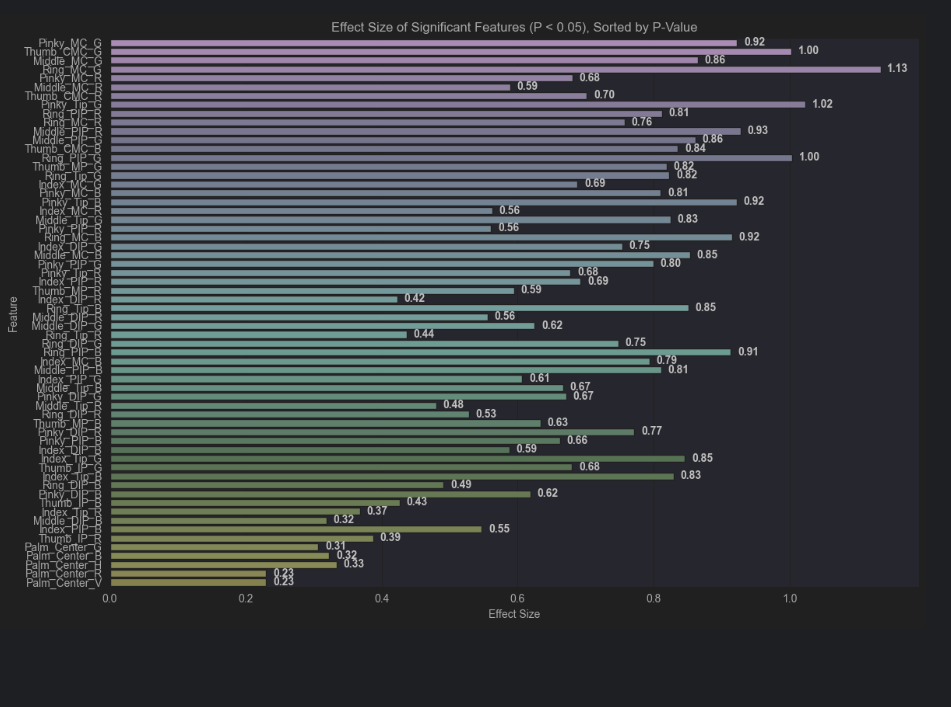 Effect Size of Significant Features (P < 0.05), Sorted by P-Value
Pinky_MC_G 0.92
Thumb_CMC_G 1.00
Middle_MC_G 0.86
Ring_MC_G 1.13
Pinky_MC_R 0.68
Middle_MC_R 0.59
Thumb_CMC_R 0.70
Pinky_Tip_G 1.02
Ring_PIP_R 0.81
Ring_MC_R 0.76
Middle_PIP_R 0.93
Middle_PIP_G 0.86
Thumb_CMC_B 0.84
Ring_PIP_G 1.00
Thumb_MP_G 0.82
Ring_Tip_G 0.82
Index_MC_G 0.69
Pinky_MC_B 0.81
Pinky_Tip_B 0.92
Index_MC_R 0.56
Middle_Tip_G 0.83
Pinky_PIP_R 0.56
Ring_MC_B 0.92
Index_DIP_G 0.75
Middle_MC_B 0.85
Pinky_PIP_G 0.80
Pinky_Tip_R 0.68
Index_PIP_R 0.69
Thumb_MP_R 0.59
Index_DIP_R 0.42
Ring_Tip_B 0.85
Middle_DIP_R 0.56
Middle_DIP_G 0.62
Ring_Tip_R 0.44
Ring_DIP_G 0.75
Ring_PIP_B 0.91
Index_MC_B 0.79
Middle_PIP_B 0.81
Index_PIP_G 0.61
Middle_Tip_B 0.67
Pinky_DIP_G 0.67
Middle_Tip_R 0.48
Ring_DIP_R 0.53
Thumb_MP_B 0.63
Pinky_DIP_R 0.77
Pinky_PIP_B 0.66
Index_DIP_B 0.59
Index_Tip_G 0.85
Thumb_IP_G 0.68
Index_Tip_B 0.83
Ring_DIP_B 0.49
Pinky_DIP_B 0.62
Thumb_IP_B 0.43
Index_Tip_R 0.37
Middle_DIP_B 0.32
Index_PIP_B 0.55
Thumb_IP_R 0.39
Palm_Center_G 0.31
Palm_Center_B 0.32
Palm_Center_H 0.33
Palm_Center_R 0.23
Palm_Center_V 0.23
Feature
0.0 0.2 0.4 0.6 0.8 1.0
Effect Size